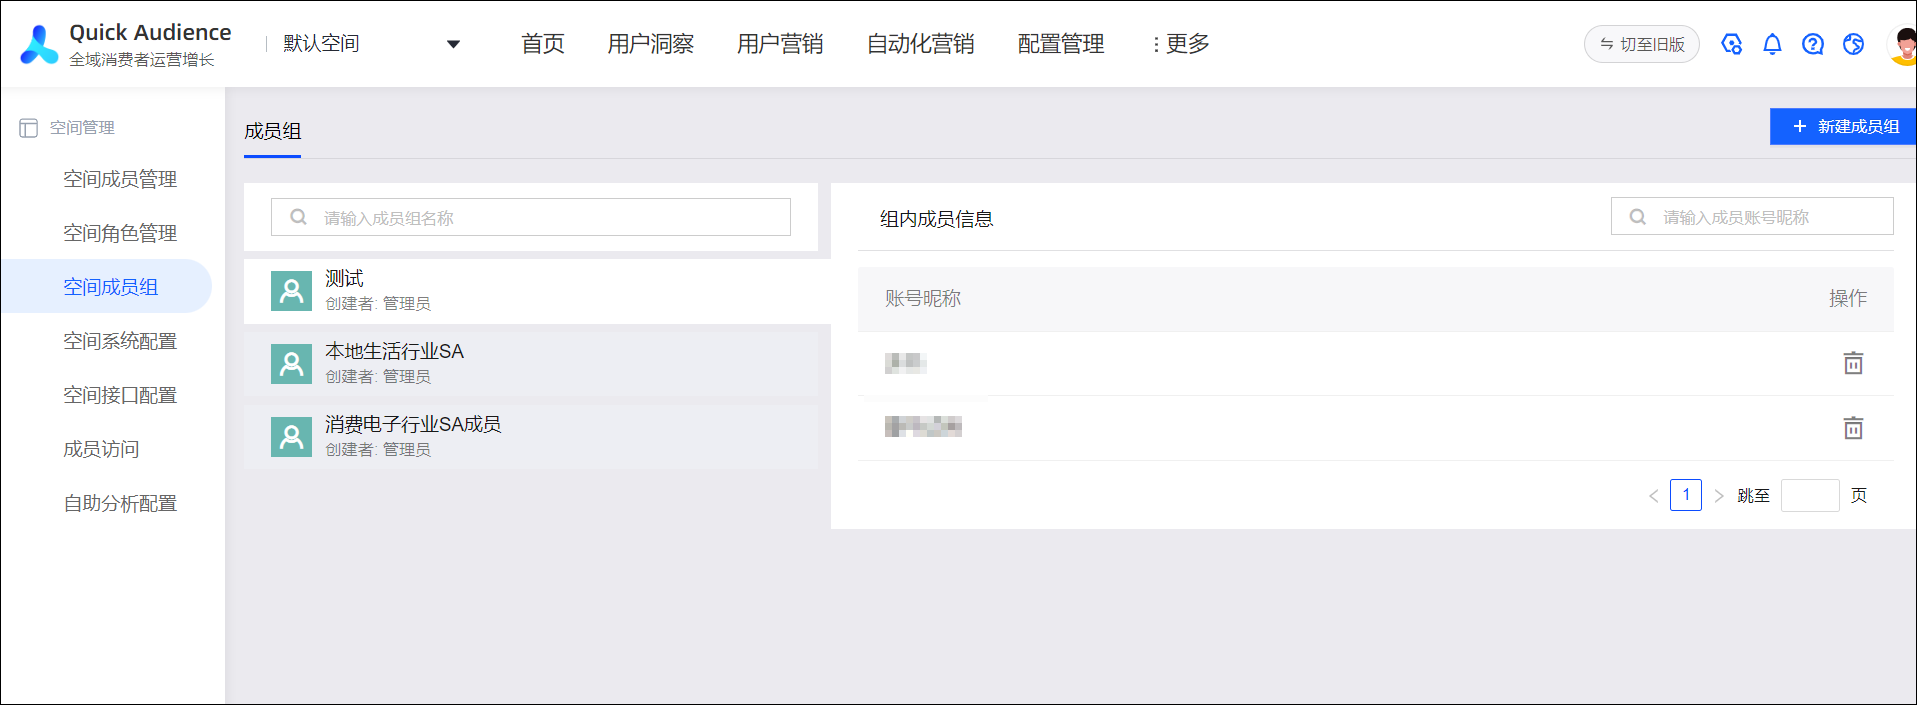 Quick Audience
全域消费者运营增长
默认空间
首页
用户洞察
用户营销
自动化营销
配置管理
更多
切至旧版
空间管理
空间成员管理
空间角色管理
空间成员组
空间系统配置
空间接口配置
成员访问
自助分析配置
成员组
+ 新建成员组
请输入成员组名称
测试
创建者: 管理员
本地生活行业SA
创建者: 管理员
消费电子行业SA成员
创建者: 管理员
组内成员信息
请输入成员账号昵称
账号昵称
操作
< 1 > 跳至 页